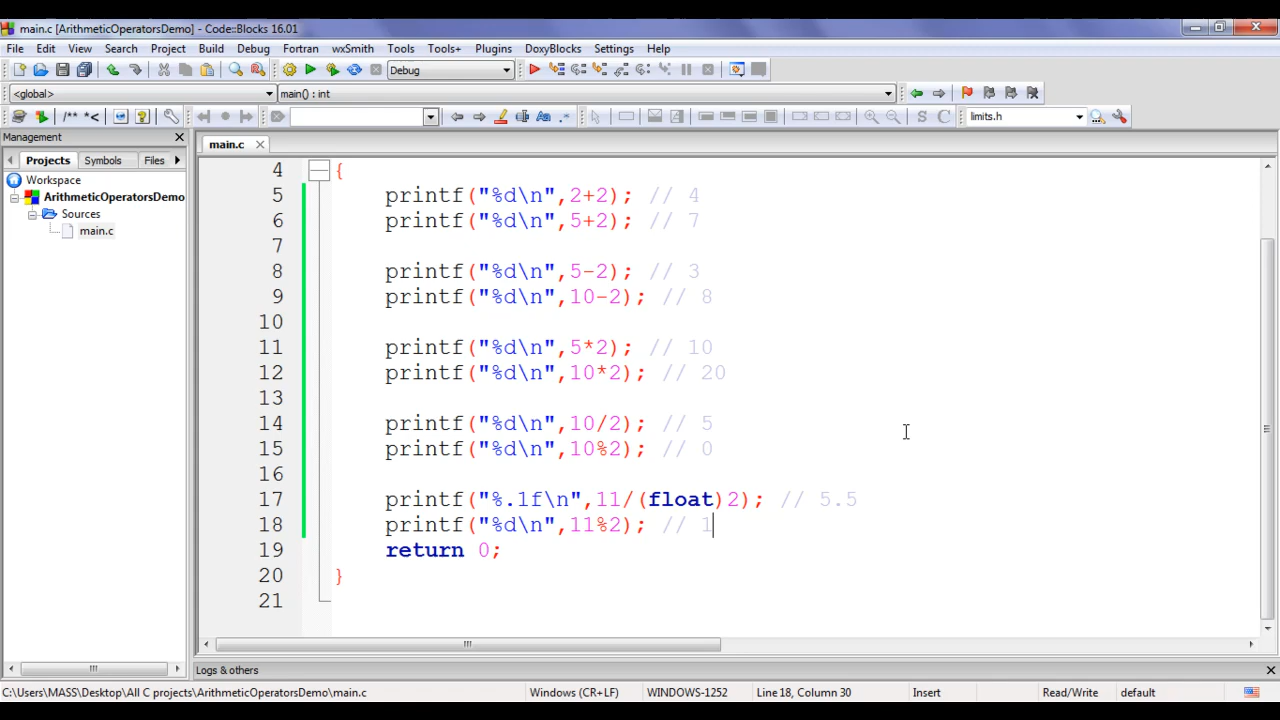 main.c [ArithmeticOperatorsDemo] - Code::Blocks 16.01
File Edit View Search Project Build Debug Fortran wxSmith Tools Tools+ Plugins DoxyBlocks Settings Help
Debug
<global> main() : int
/** *< Aa .* S C limits.h
Management
main.c
Projects Symbols Files
Workspace
ArithmeticOperatorsDemo
Sources
main.c
4 {
5 printf("%d\n",2+2); // 4
6 printf("%d\n",5+2); // 7
7
8 printf("%d\n",5-2); // 3
9 printf("%d\n",10-2); // 8
10
11 printf("%d\n",5*2); // 10
12 printf("%d\n",10*2); // 20
13
14 printf("%d\n",10/2); // 5
15 printf("%d\n",10%2); // 0
16
17 printf("%.1f\n",11/(float)2); // 5.5
18 printf("%d\n",11%2); // 1
19 return 0;
20 }
21
Logs & others
C:\Users\MASS\Desktop\All C projects\ArithmeticOperatorsDemo\main.c Windows (CR+LF) WINDOWS-1252 Line 18, Column 30 Insert Read/Write default